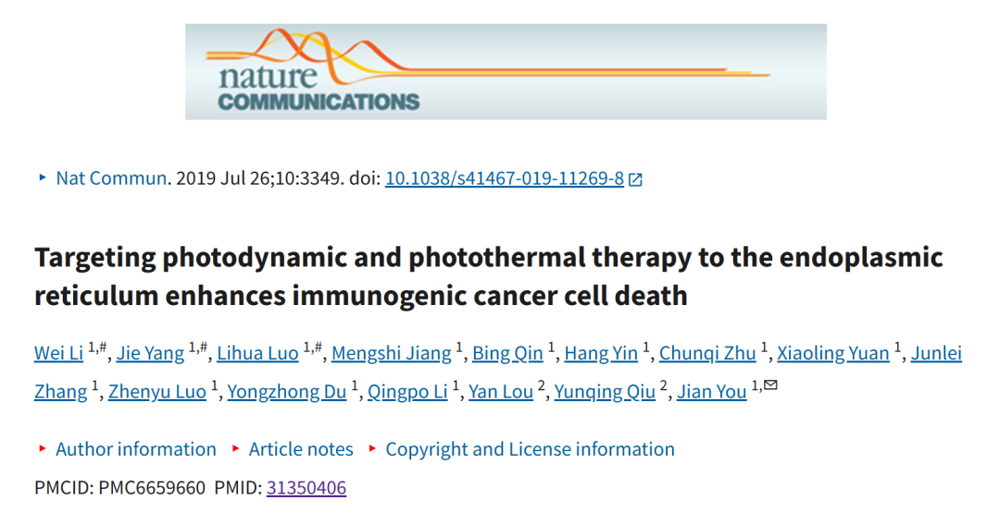 nature
COMMUNICATIONS
Nat Commun. 2019 Jul 26;10:3349. doi: 10.1038/s41467-019-11269-8
Targeting photodynamic and photothermal therapy to the endoplasmic
reticulum enhances immunogenic cancer cell death
Wei Li 1,#, Jie Yang 1,#, Lihua Luo 1,#, Mengshi Jiang 1, Bing Qin 1, Hang Yin 1, Chunqi Zhu 1, Xiaoling Yuan 1, Junlei
Zhang 1, Zhenyu Luo 1, Yongzhong Du 1, Qingpo Li 1, Yan Lou 2, Yunqing Qiu 2, Jian You 1,✉
Author information Article notes Copyright and License information
PMCID: PMC6659660 PMID: 31350406